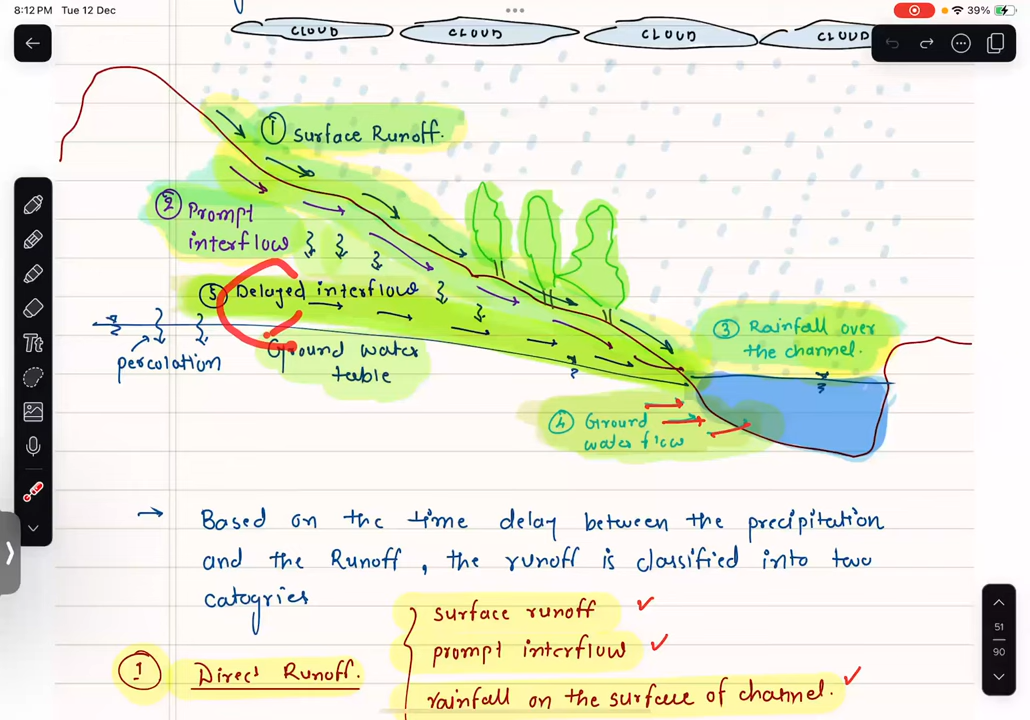 8:12 PM Tue 12 Dec
39%
CLOUD CLOUD CLOUD CLOUD
① Surface Runoff.
② Prompt
interflow
⑤ Delayed interflow
③ Rainfall over
the channel.
percolation
Ground water
table
④ Ground
water flow
→ Based on the time delay between the precipitation
and the Runoff, the runoff is classified into two
catogries
surface runoff ✓
prompt interflow ✓
① Direct Runoff.
rainfall on the surface of channel. ✓
51
90
Tt